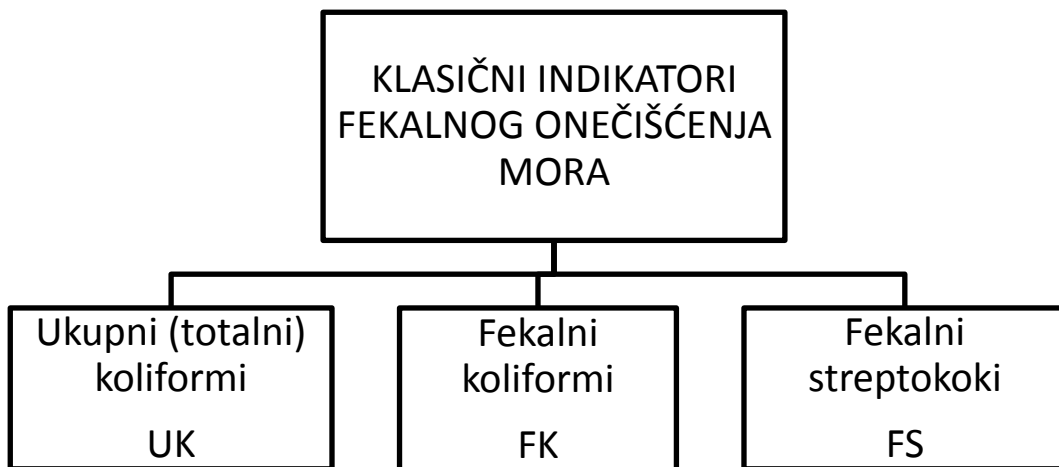 KLASIČNI INDIKATORI
FEKALNOG ONEČIŠĆENJA
MORA
Ukupni (totalni)
koliformi
UK
Fekalni
koliformi
FK
Fekalni
streptokoki
FS